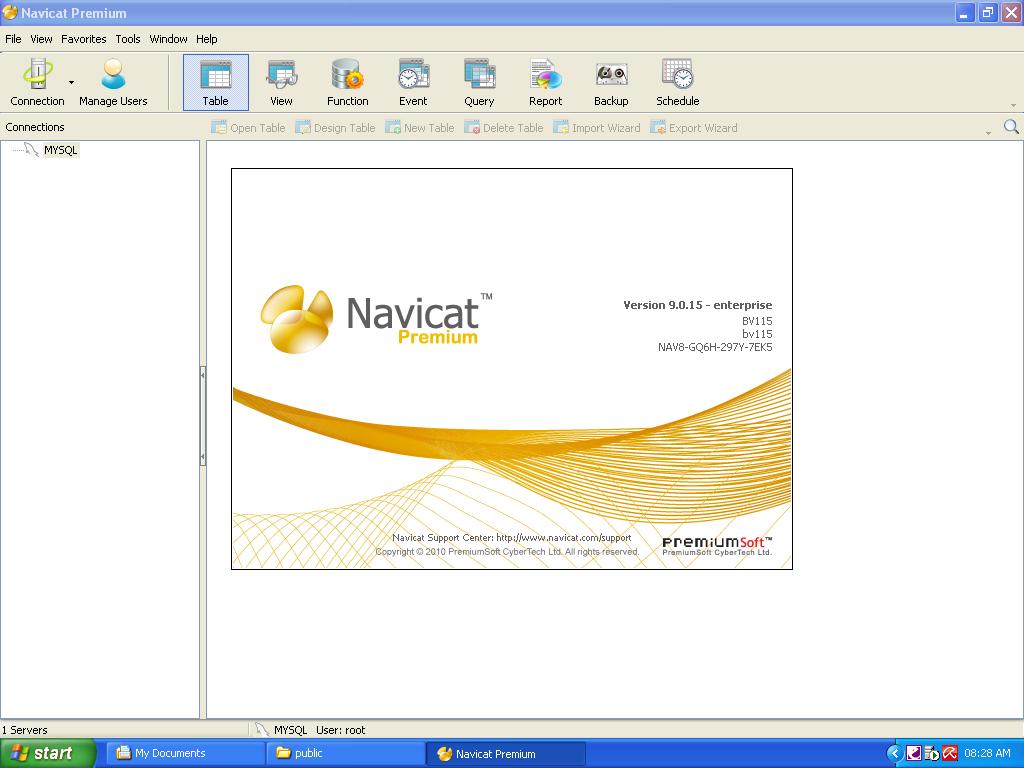 Navicat Premium
File View Favorites Tools Window Help
Connection Manage Users Table View Function Event Query Report Backup Schedule
Connections Open Table Design Table New Table Delete Table Import Wizard Export Wizard
MYSQL
Navicat™
Premium
Version 9.0.15 - enterprise
BV115
bv115
NAV8-GQ6H-297Y-7EK5
Navicat Support Center: http://www.navicat.com/support
Copyright © 2010 PremiumSoft CyberTech Ltd. All rights reserved.
PremiumSoft™
PremiumSoft CyberTech Ltd.
1 Servers MYSQL User: root
start My Documents public Navicat Premium 08:28 AM